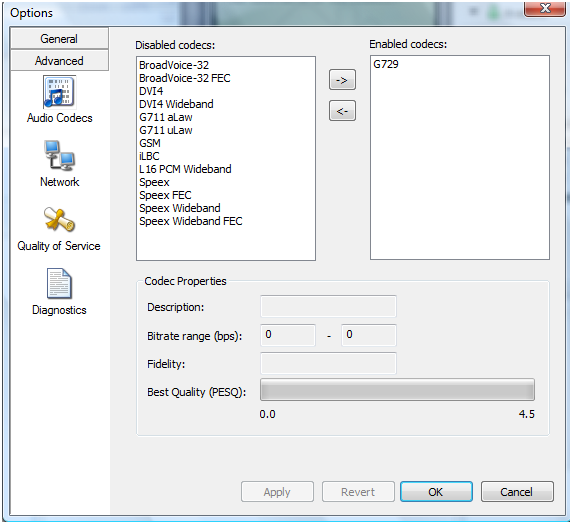 Options
General
Advanced
Audio Codecs
Network
Quality of Service
Diagnostics
Disabled codecs:
BroadVoice-32
BroadVoice-32 FEC
DVI4
DVI4 Wideband
G711 aLaw
G711 uLaw
GSM
iLBC
L16 PCM Wideband
Speex
Speex FEC
Speex Wideband
Speex Wideband FEC
->
<-
Enabled codecs:
G729
Codec Properties
Description:
Bitrate range (bps): 0 - 0
Fidelity:
Best Quality (PESQ):
0.0 4.5
Apply Revert OK Cancel